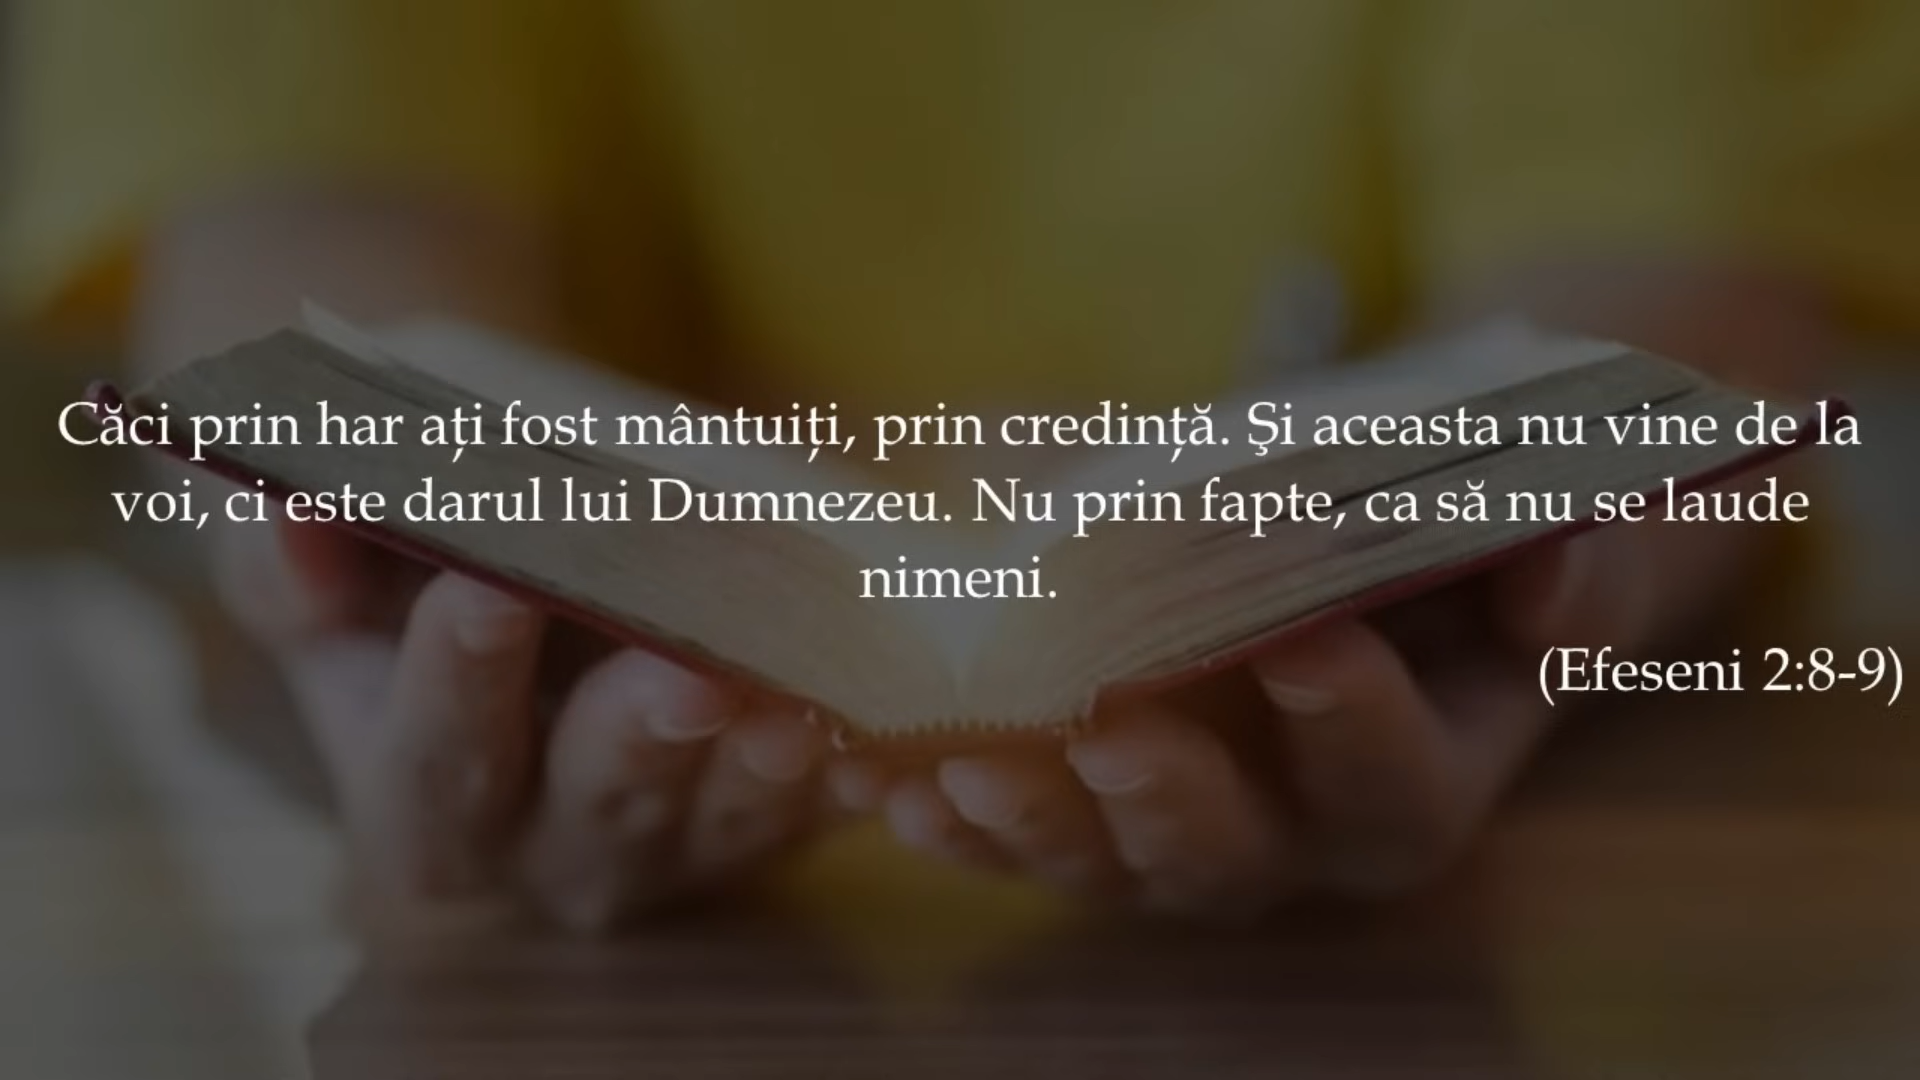 Căci prin har ați fost mântuiți, prin credință. Şi aceasta nu vine de la
voi, ci este darul lui Dumnezeu. Nu prin fapte, ca să nu se laude
nimeni.
(Efeseni 2:8-9)